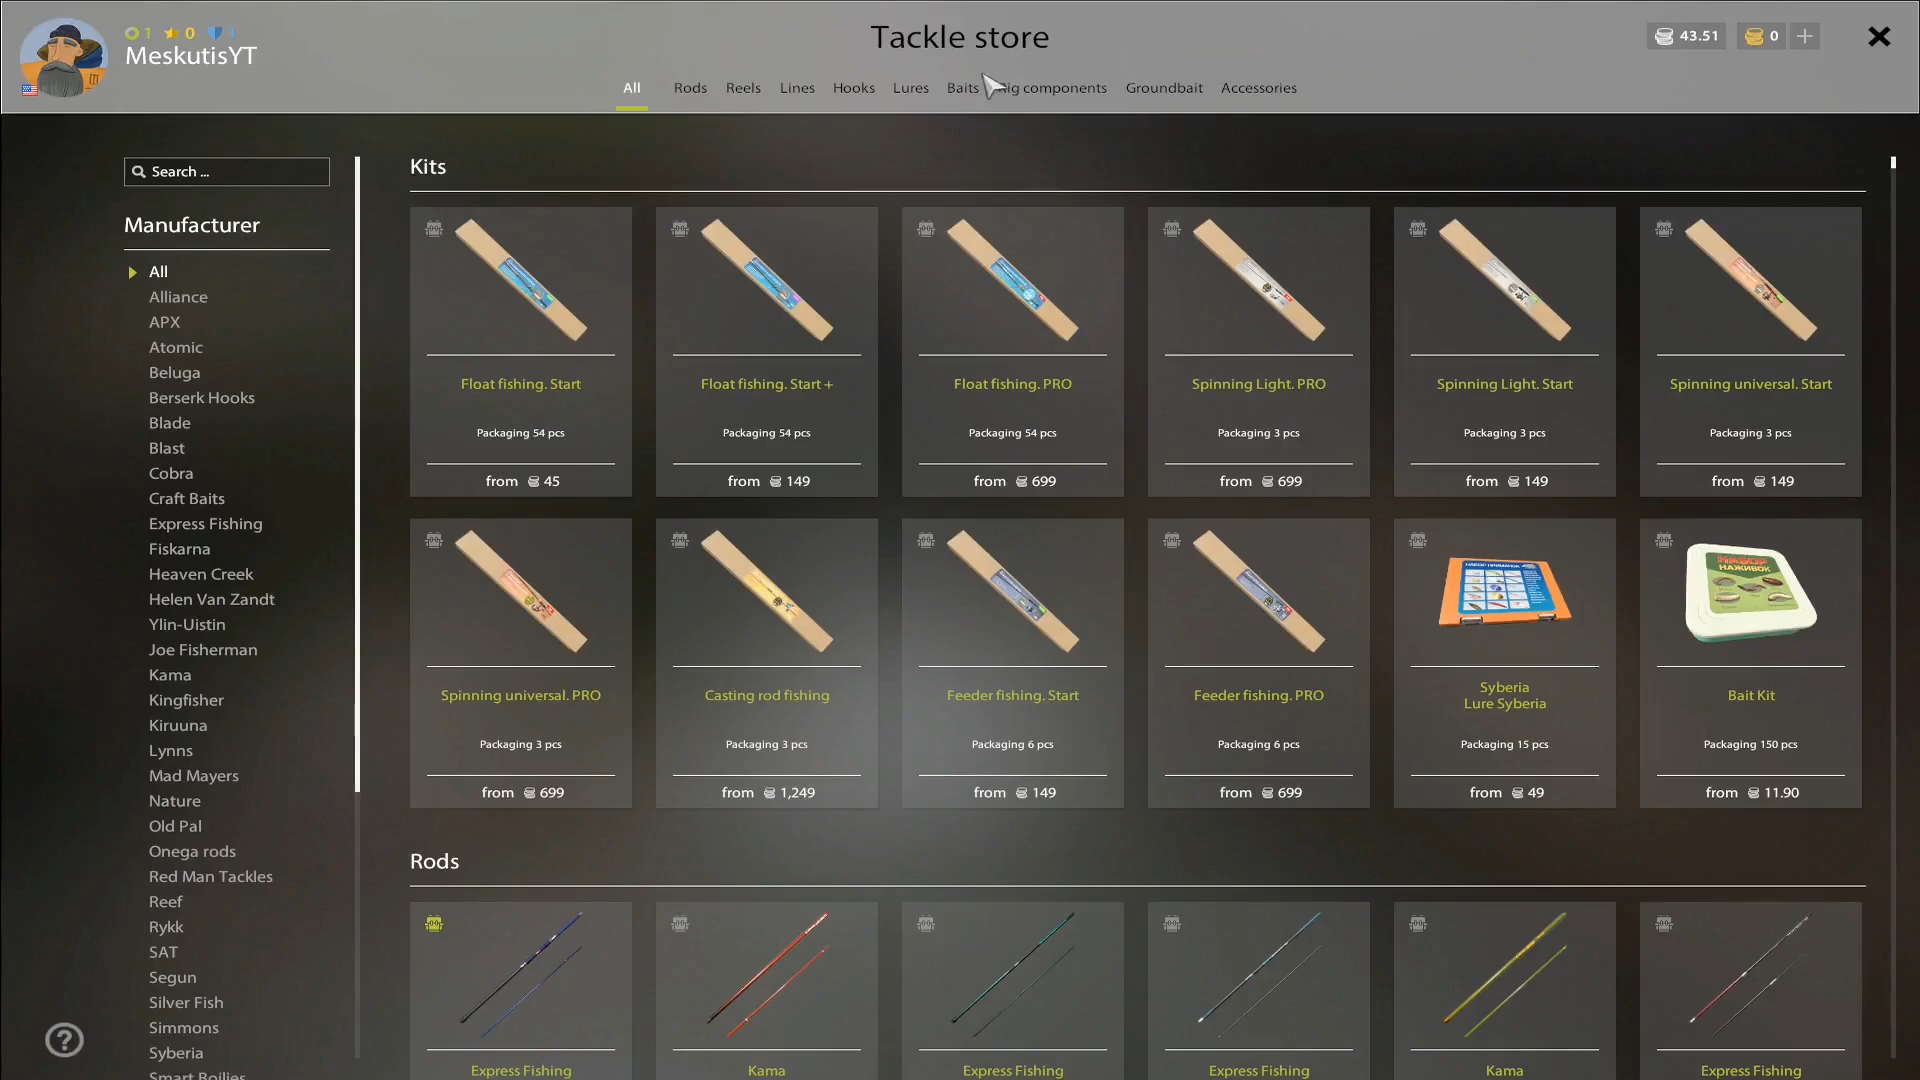 1 0 1
MeskutisYT
Tackle store
43.51 0
All Rods Reels Lines Hooks Lures Baits Rig components Groundbait Accessories
Search ...
Manufacturer
All
Alliance
APX
Atomic
Beluga
Berserk Hooks
Blade
Blast
Cobra
Craft Baits
Express Fishing
Fiskarna
Heaven Creek
Helen Van Zandt
Ylin-Uistin
Joe Fisherman
Kama
Kingfisher
Kiruuna
Lynns
Mad Mayers
Nature
Old Pal
Onega rods
Red Man Tackles
Reef
Rykk
SAT
Segun
Silver Fish
Simmons
Syberia
Smart Boilies
Kits
Float fishing. Start Float fishing. Start + Float fishing. PRO Spinning Light. PRO Spinning Light. Start Spinning universal. Start
Packaging 54 pcs Packaging 54 pcs Packaging 54 pcs Packaging 3 pcs Packaging 3 pcs Packaging 3 pcs
from 45 from 149 from 699 from 699 from 149 from 149
НАБОР ПРИМАНОК
НАБОР
НАЖИВОК
Spinning universal. PRO Casting rod fishing Feeder fishing. Start Feeder fishing. PRO Syberia Bait Kit
Lure Syberia
Packaging 3 pcs Packaging 3 pcs Packaging 6 pcs Packaging 6 pcs Packaging 15 pcs Packaging 150 pcs
from 699 from 1,249 from 149 from 699 from 49 from 11.90
Rods
Express Fishing Kama Express Fishing Express Fishing Kama Express Fishing
?